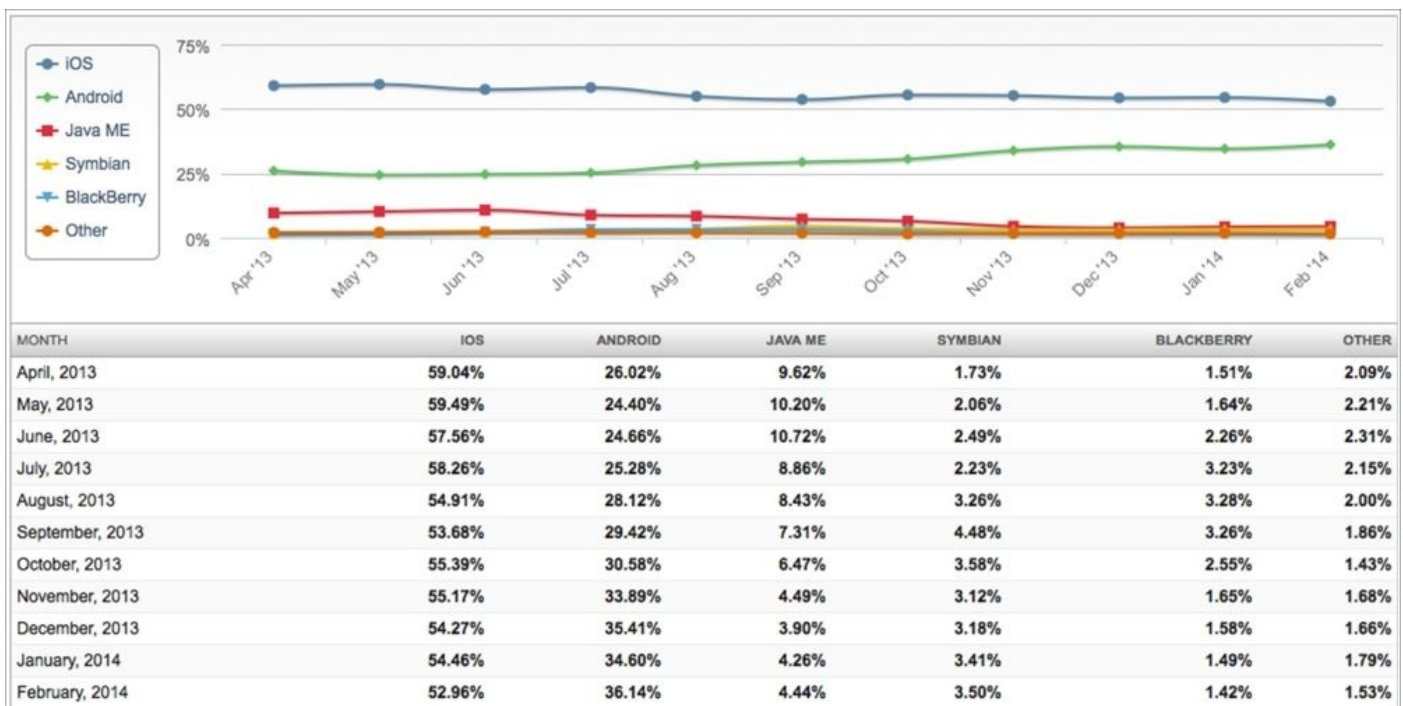 75%
iOS
Android
50%
Java ME
Symbian
25%
BlackBerry
Other
0%
Apr '13 May '13 Jun '13 Jul '13 Aug '13 Sep '13 Oct '13 Nov '13 Dec '13 Jan '14 Feb '14
MONTH IOS ANDROID JAVA ME SYMBIAN BLACKBERRY OTHER
April, 2013 59.04% 26.02% 9.62% 1.73% 1.51% 2.09%
May, 2013 59.49% 24.40% 10.20% 2.06% 1.64% 2.21%
June, 2013 57.56% 24.66% 10.72% 2.49% 2.26% 2.31%
July, 2013 58.26% 25.28% 8.86% 2.23% 3.23% 2.15%
August, 2013 54.91% 28.12% 8.43% 3.26% 3.28% 2.00%
September, 2013 53.68% 29.42% 7.31% 4.48% 3.26% 1.86%
October, 2013 55.39% 30.58% 6.47% 3.58% 2.55% 1.43%
November, 2013 55.17% 33.89% 4.49% 3.12% 1.65% 1.68%
December, 2013 54.27% 35.41% 3.90% 3.18% 1.58% 1.66%
January, 2014 54.46% 34.60% 4.26% 3.41% 1.49% 1.79%
February, 2014 52.96% 36.14% 4.44% 3.50% 1.42% 1.53%